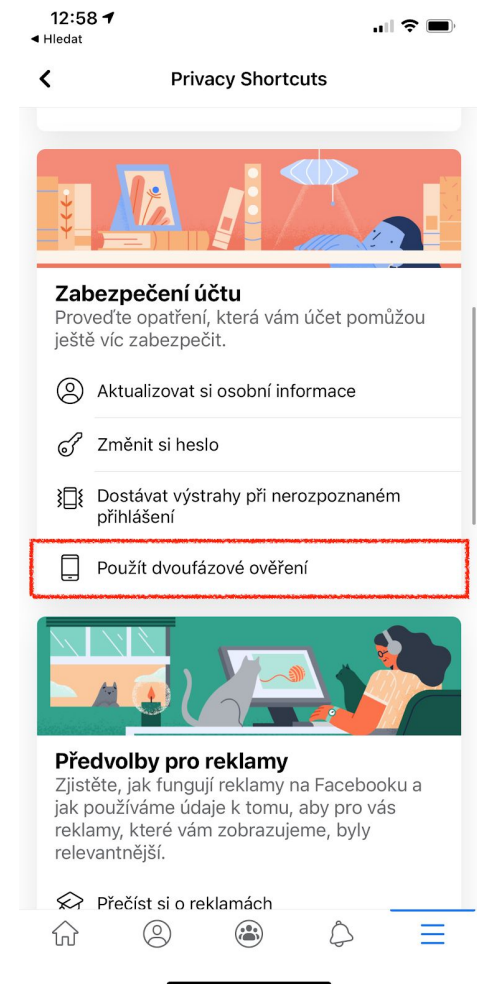 12:58
◀ Hledat
Privacy Shortcuts
Zabezpečení účtu
Proveďte opatření, která vám účet pomůžou
ještě víc zabezpečit.
Aktualizovat si osobní informace
Změnit si heslo
Dostávat výstrahy při nerozpoznaném
přihlášení
Použít dvoufázové ověření
Předvolby pro reklamy
Zjistěte, jak fungují reklamy na Facebooku a
jak používáme údaje k tomu, aby pro vás
reklamy, které vám zobrazujeme, byly
relevantnější.
Přečíst si o reklamách